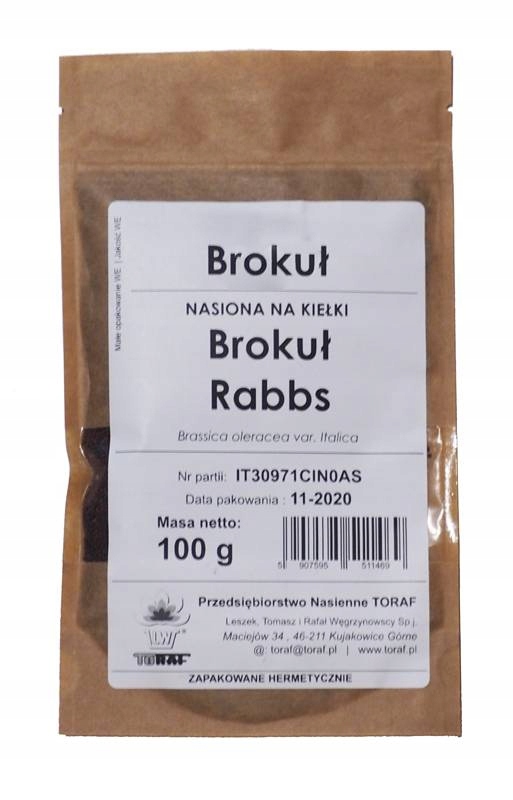 Małe opakowanie WE | Jakość WE
Brokuł
NASIONA NA KIEŁKI
Brokuł
Rabbs
Brassica oleracea var. Italica
Nr partii: IT30971CIN0AS
Data pakowania : 11-2020
Masa netto:
100 g
5 907595 511469
Przedsiębiorstwo Nasienne TORAF
Leszek, Tomasz i Rafał Węgrzynowscy Sp.j.
Maciejów 34 , 46-211 Kujakowice Górne
@: toraf@toraf.pl | www.toraf.pl
LWT®
TORAF
ZAPAKOWANE HERMETYCZNIE